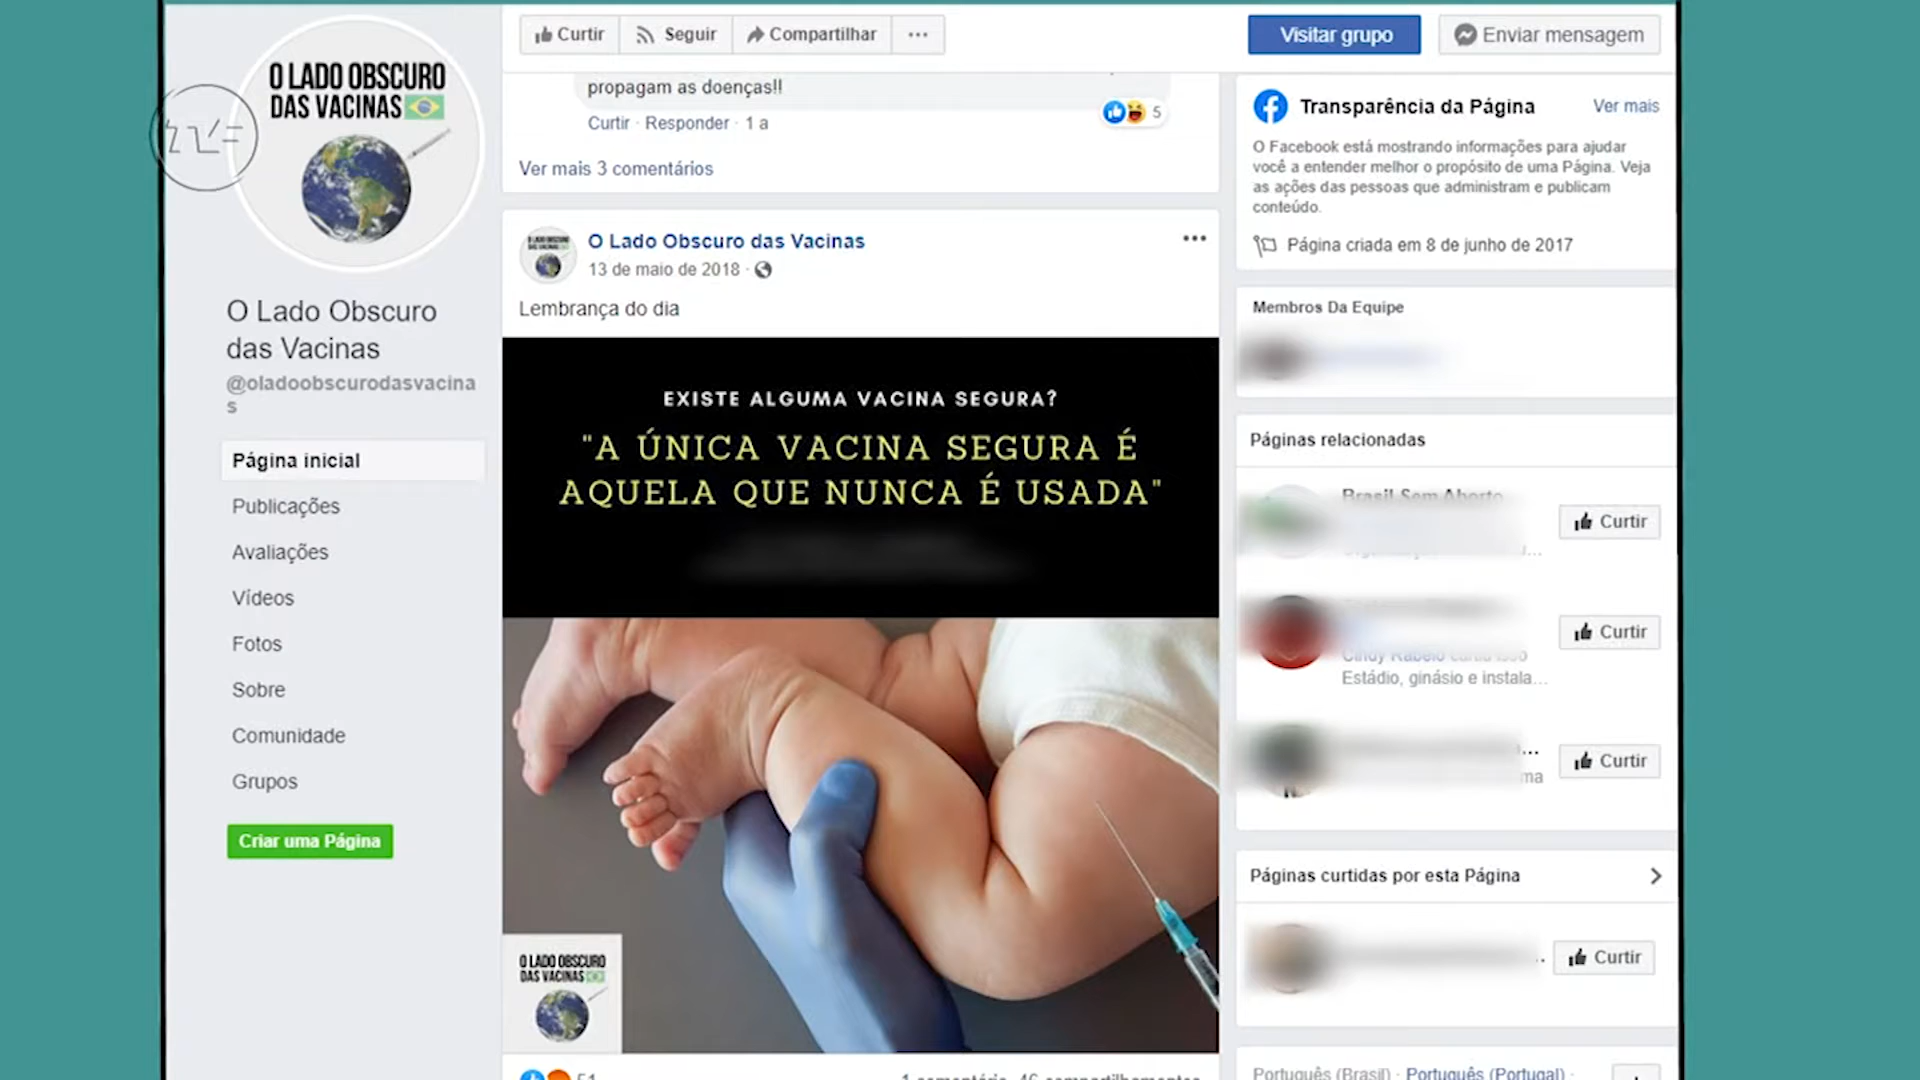 O LADO OBSCURO
DAS VACINAS
O Lado Obscuro
das Vacinas
@oladoobscurodasvacina
s
Página inicial
Publicações
Avaliações
Vídeos
Fotos
Sobre
Comunidade
Grupos
Criar uma Página
Curtir
Seguir
Compartilhar
...
Visitar grupo
Enviar mensagem
propagam as doenças!!
5
Curtir · Responder · 1 a
Ver mais 3 comentários
O Lado Obscuro das Vacinas
13 de maio de 2018 ·
Lembrança do dia
EXISTE ALGUMA VACINA SEGURA?
"A ÚNICA VACINA SEGURA É
AQUELA QUE NUNCA É USADA"
O LADO OBSCURO
DAS VACINAS
51
1 comentário 46 compartilhamentos
Transparência da Página
Ver mais
O Facebook está mostrando informações para ajudar
você a entender melhor o propósito de uma Página. Veja
as ações das pessoas que administram e publicam
conteúdo.
Página criada em 8 de junho de 2017
Membros Da Equipe
Páginas relacionadas
Brasil Sem Aborto
Curtir
Cindy Rabelo curtiu isso
Estádio, ginásio e instala...
Curtir
...
ma
Curtir
Páginas curtidas por esta Página
Curtir
Português (Brasil) · Português (Portugal) ·